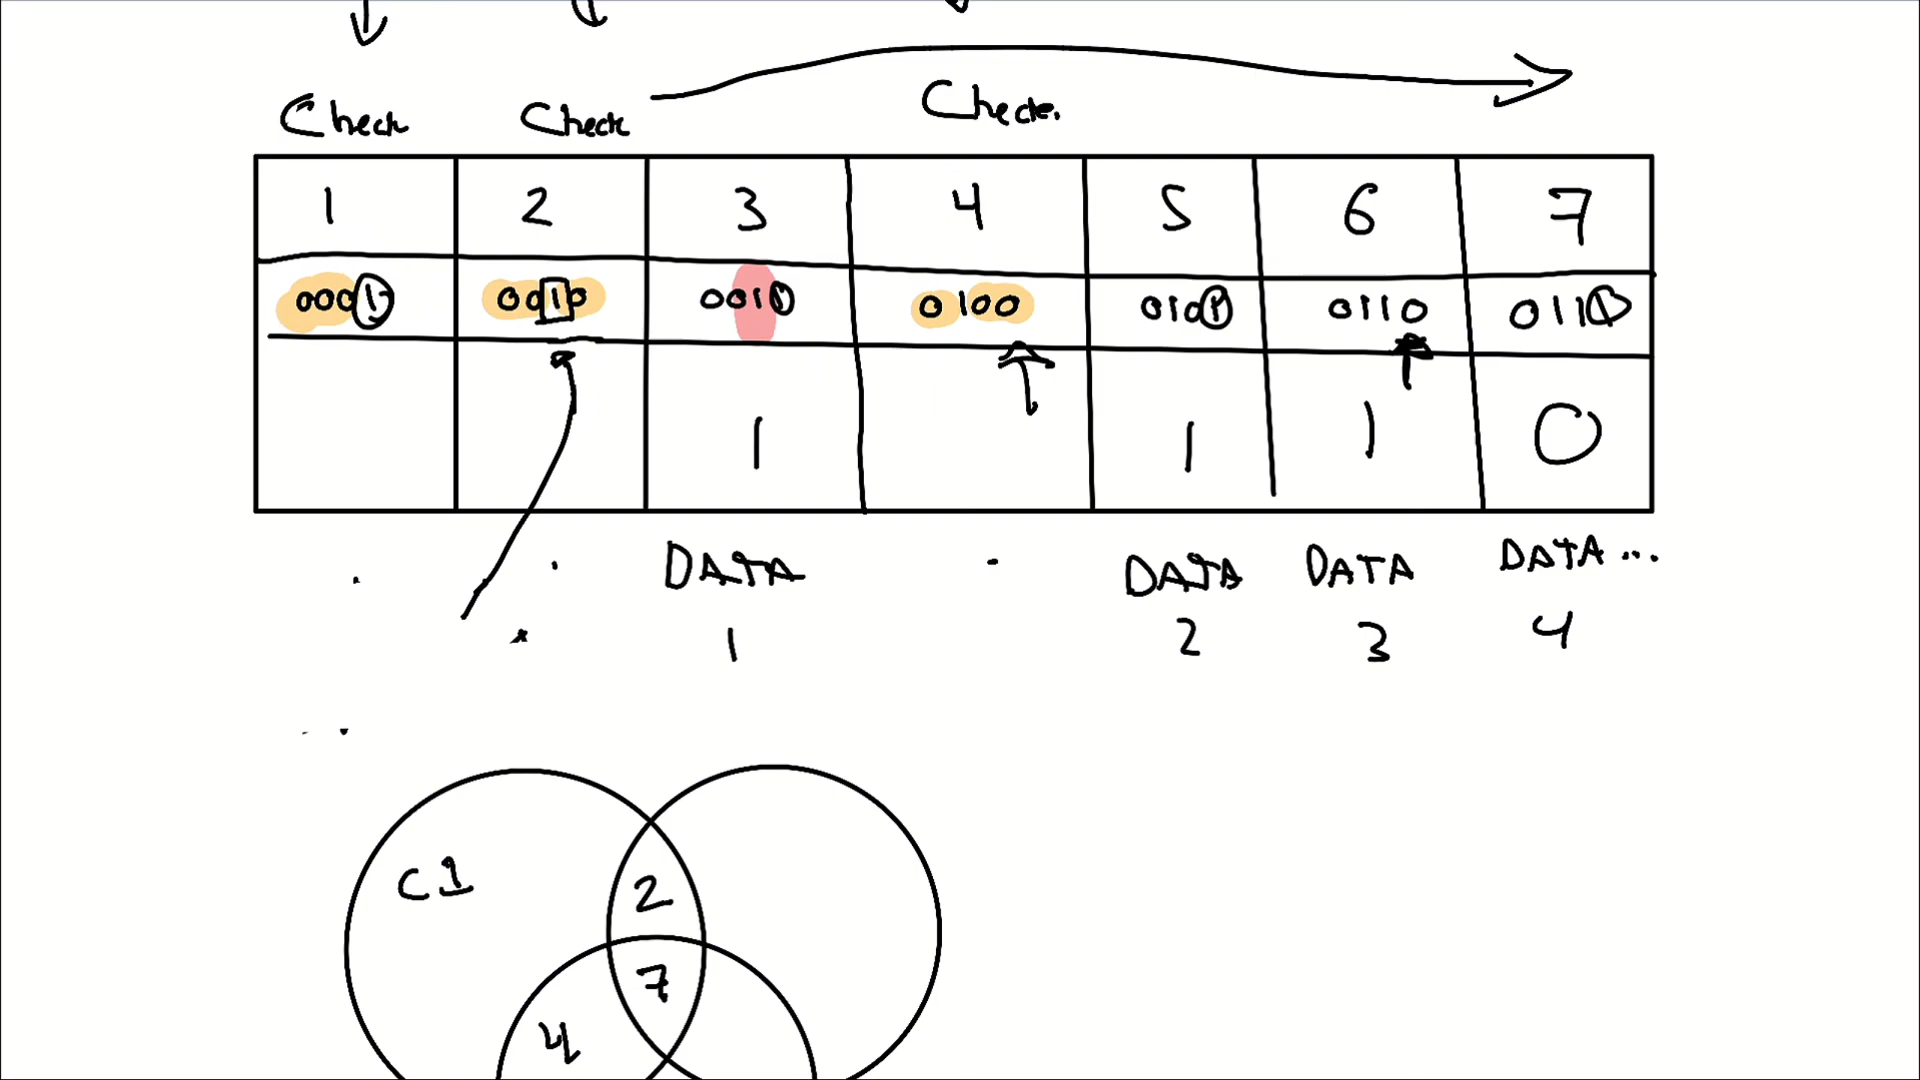 Check Check Check
1 2 3 4 5 6 7
0001 0010 0011 0100 0101 0110 0111
1 1 1 0
DATA DATA DATA DATA...
1 2 3 4
C1 2
7
4